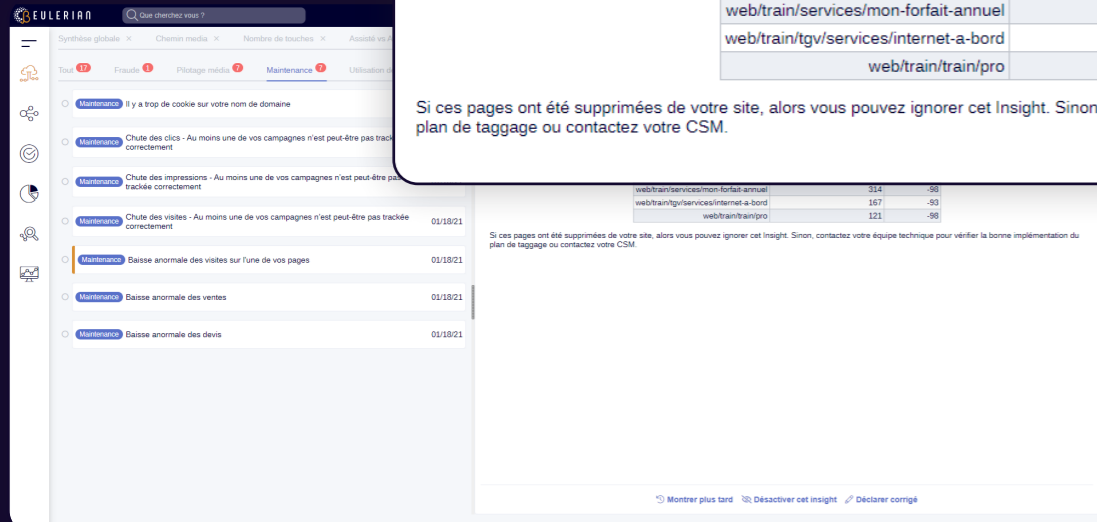 EULERIAN
Que cherchez vous ?
Synthèse globale × Chemin media × Nombre de touches × Assisté vs
Tout 17 Fraude 1 Pilotage média 7 Maintenance 7 Utilisation
Maintenance Il y a trop de cookie sur votre nom de domaine
Maintenance Chute des clics - Au moins une de vos campagnes n'est peut-être pas
correctement
Maintenance Chute des impressions - Au moins une de vos campagnes n'est peut-être
trackée correctement
Maintenance Chute des visites - Au moins une de vos campagnes n'est peut-être pas trackée
correctement 01/18/21
Maintenance Baisse anormale des visites sur l'une de vos pages 01/18/21
Maintenance Baisse anormale des ventes 01/18/21
Maintenance Baisse anormale des devis 01/18/21
web/train/services/mon-forfait-annuel
web/train/tgv/services/internet-a-bord
web/train/train/pro
Si ces pages ont été supprimées de votre site, alors vous pouvez ignorer cet Insight. Sinon
plan de taggage ou contactez votre CSM.
web/train/services/mon-forfait-annuel 314 -98
web/train/tgv/services/internet-a-bord 167 -93
web/train/train/pro 121 -98
Si ces pages ont été supprimées de votre site, alors vous pouvez ignorer cet Insight. Sinon, contactez votre équipe technique pour vérifier la bonne implémentation du
plan de taggage ou contactez votre CSM.
Montrer plus tard Désactiver cet insight Déclarer corrigé